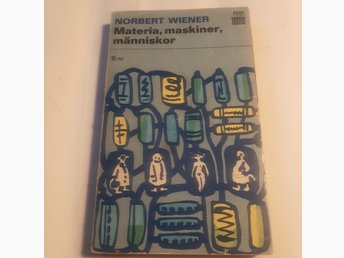 NORBERT WIENER
Materia, maskiner,
människor